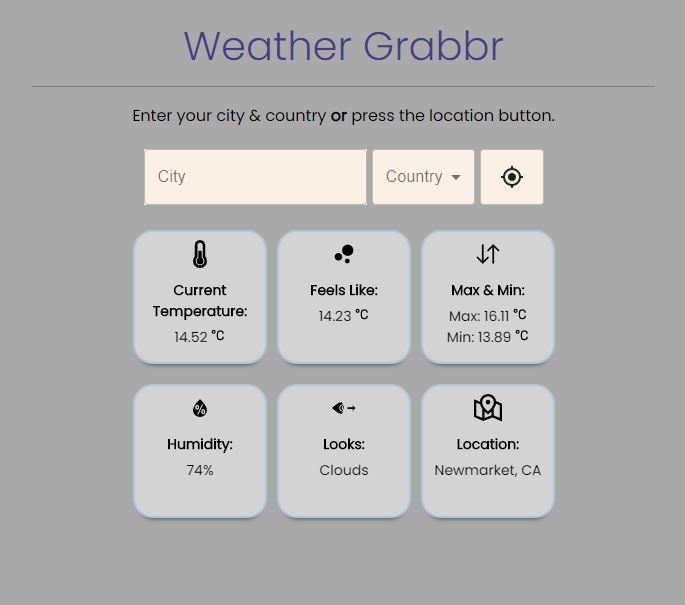 Weather Grabbr
Enter your city & country or press the location button.
City
Country
Current
Temperature:
14.52 °C
Feels Like:
14.23 °C
Max & Min:
Max: 16.11 °C
Min: 13.89 °C
%
Humidity:
74%
Looks:
Clouds
Location:
Newmarket, CA